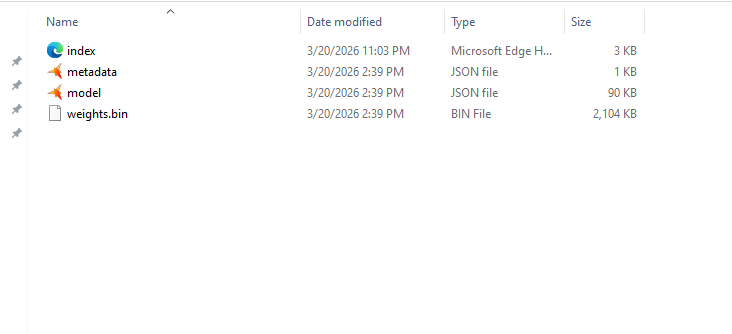 Name Date modified Type Size
index 3/20/2026 11:03 PM Microsoft Edge H... 3 KB
metadata 3/20/2026 2:39 PM JSON file 1 KB
model 3/20/2026 2:39 PM JSON file 90 KB
weights.bin 3/20/2026 2:39 PM BIN File 2,104 KB